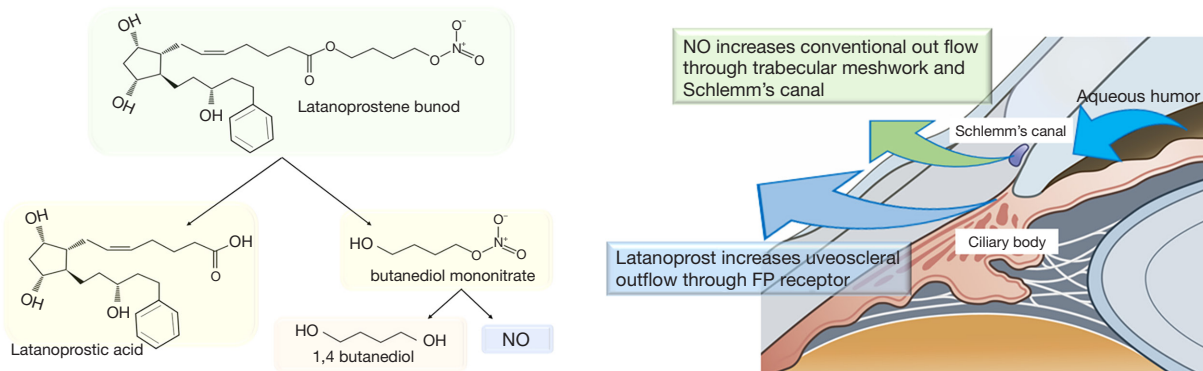 OH
O
O
O⁻
N⁺
O
O
OH
OH
Latanoprostene bunod
OH
OH
O
OH
OH
Latanoprostic acid
HO
O
O⁻
N⁺
O
butanediol mononitrate
HO
OH
1,4 butanediol
NO
NO increases conventional out flow
through trabecular meshwork and
Schlemm's canal
Aqueous humor
Schlemm's canal
Ciliary body
Latanoprost increases uveoscleral
outflow through FP receptor